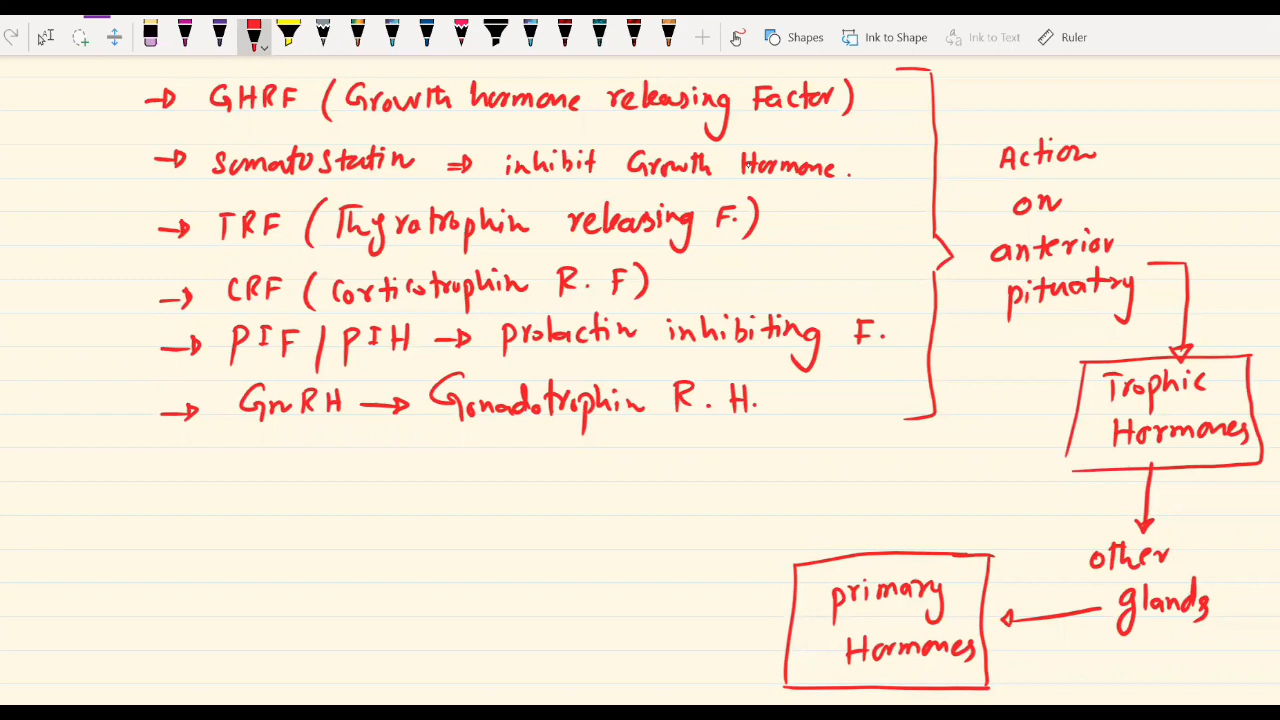 Shapes Ink to Shape Ink to Text Ruler
→ GHRF (Growth hormone releasing Factor)
→ Somatostatin ⇒ inhibit Growth Hormone.
→ TRF (Thyrotrophin releasing F.)
→ CRF (Corticotrophin R. F)
→ PIF / PIH → prolactin inhibiting F.
→ GnRH → Gonadotrophin R. H.
Action
on
anterior
pituatry
Trophic
Hormones
other
glands
primary
Hormones